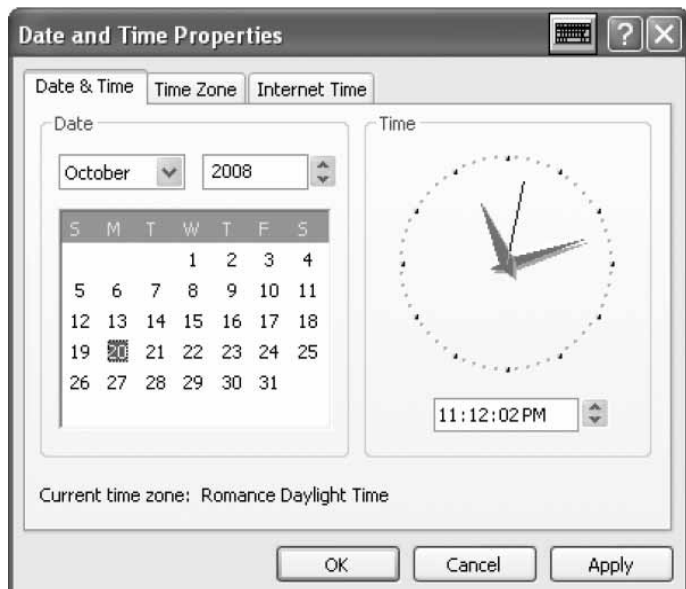 Date and Time Properties
Date & Time Time Zone Internet Time
Date
October 2008
S M T W T F S
1 2 3 4
5 6 7 8 9 10 11
12 13 14 15 16 17 18
19 20 21 22 23 24 25
26 27 28 29 30 31
Time
11:12:02 PM
Current time zone: Romance Daylight Time
OK Cancel Apply